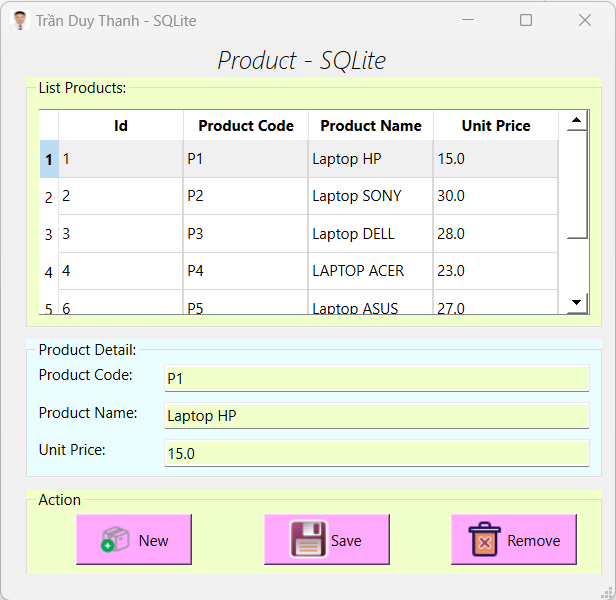 Trần Duy Thanh - SQLite
Product - SQLite
List Products:
Id Product Code Product Name Unit Price
1 1 P1 Laptop HP 15.0
2 2 P2 Laptop SONY 30.0
3 3 P3 Laptop DELL 28.0
4 4 P4 LAPTOP ACER 23.0
5 6 P5 Laptop ASUS 27.0
Product Detail:
Product Code: P1
Product Name: Laptop HP
Unit Price: 15.0
Action
New Save Remove